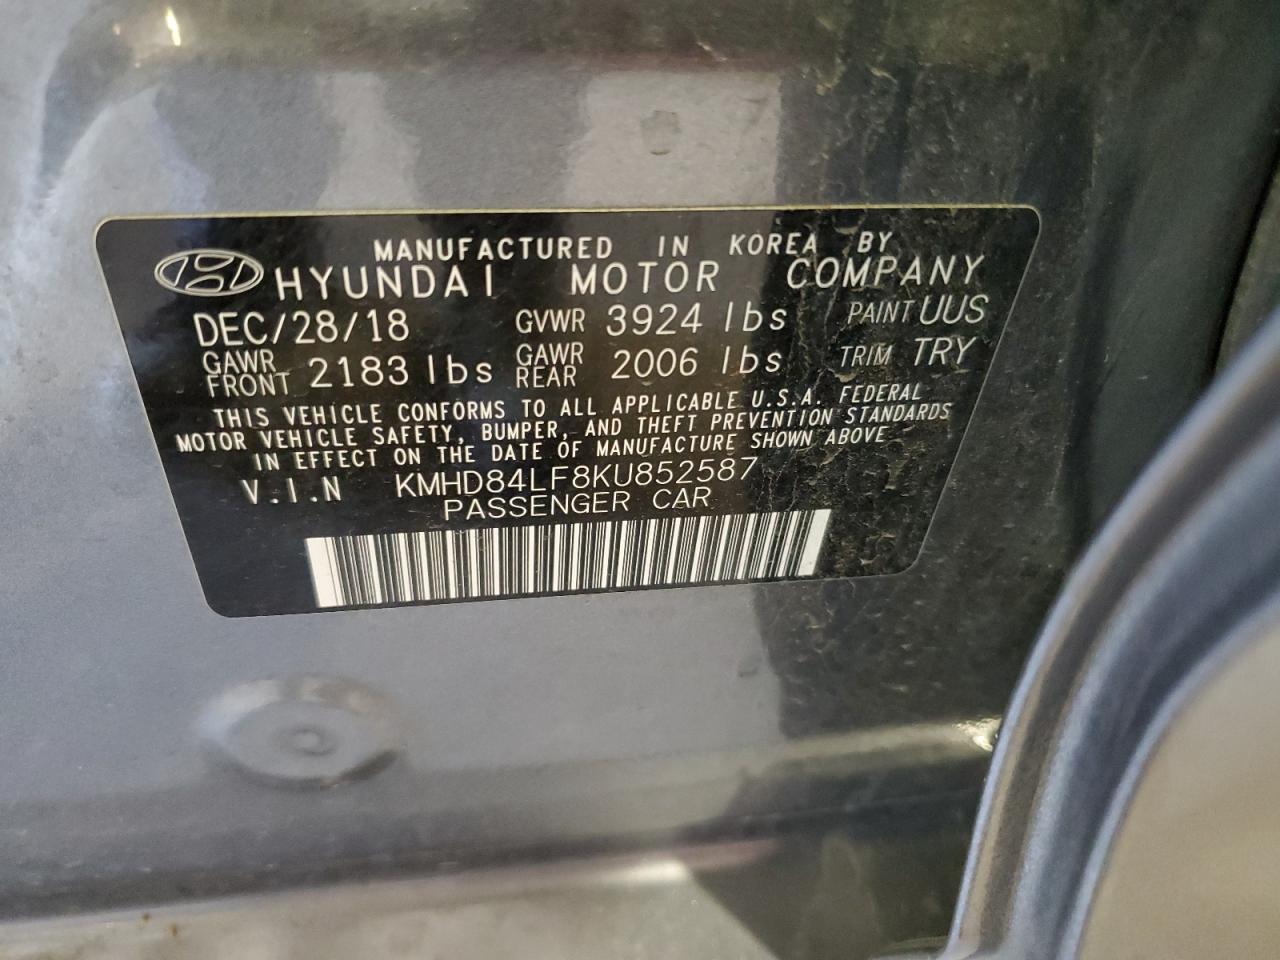 MANUFACTURED IN KOREA BY
HYUNDAI MOTOR COMPANY
DEC/28/18 GVWR 3924 lbs PAINT UUS
GAWR FRONT 2183 lbs GAWR REAR 2006 lbs TRIM TRY
THIS VEHICLE CONFORMS TO ALL APPLICABLE U.S.A. FEDERAL
MOTOR VEHICLE SAFETY, BUMPER, AND THEFT PREVENTION STANDARDS
IN EFFECT ON THE DATE OF MANUFACTURE SHOWN ABOVE
V.I.N KMHD84LF8KU852587
PASSENGER CAR